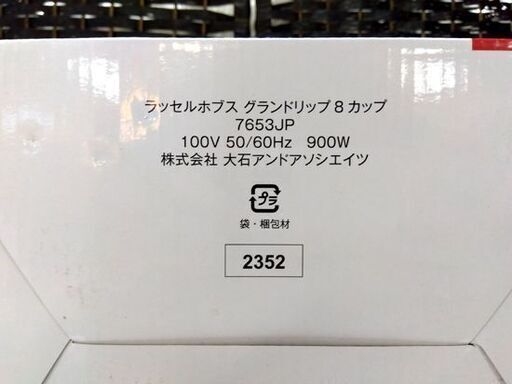 ラッセルホブス グランドリップ 8 カップ
7653JP
100V 50/60Hz 900W
株式会社 大石アンドアソシエイツ
プラ
袋・梱包材
2352